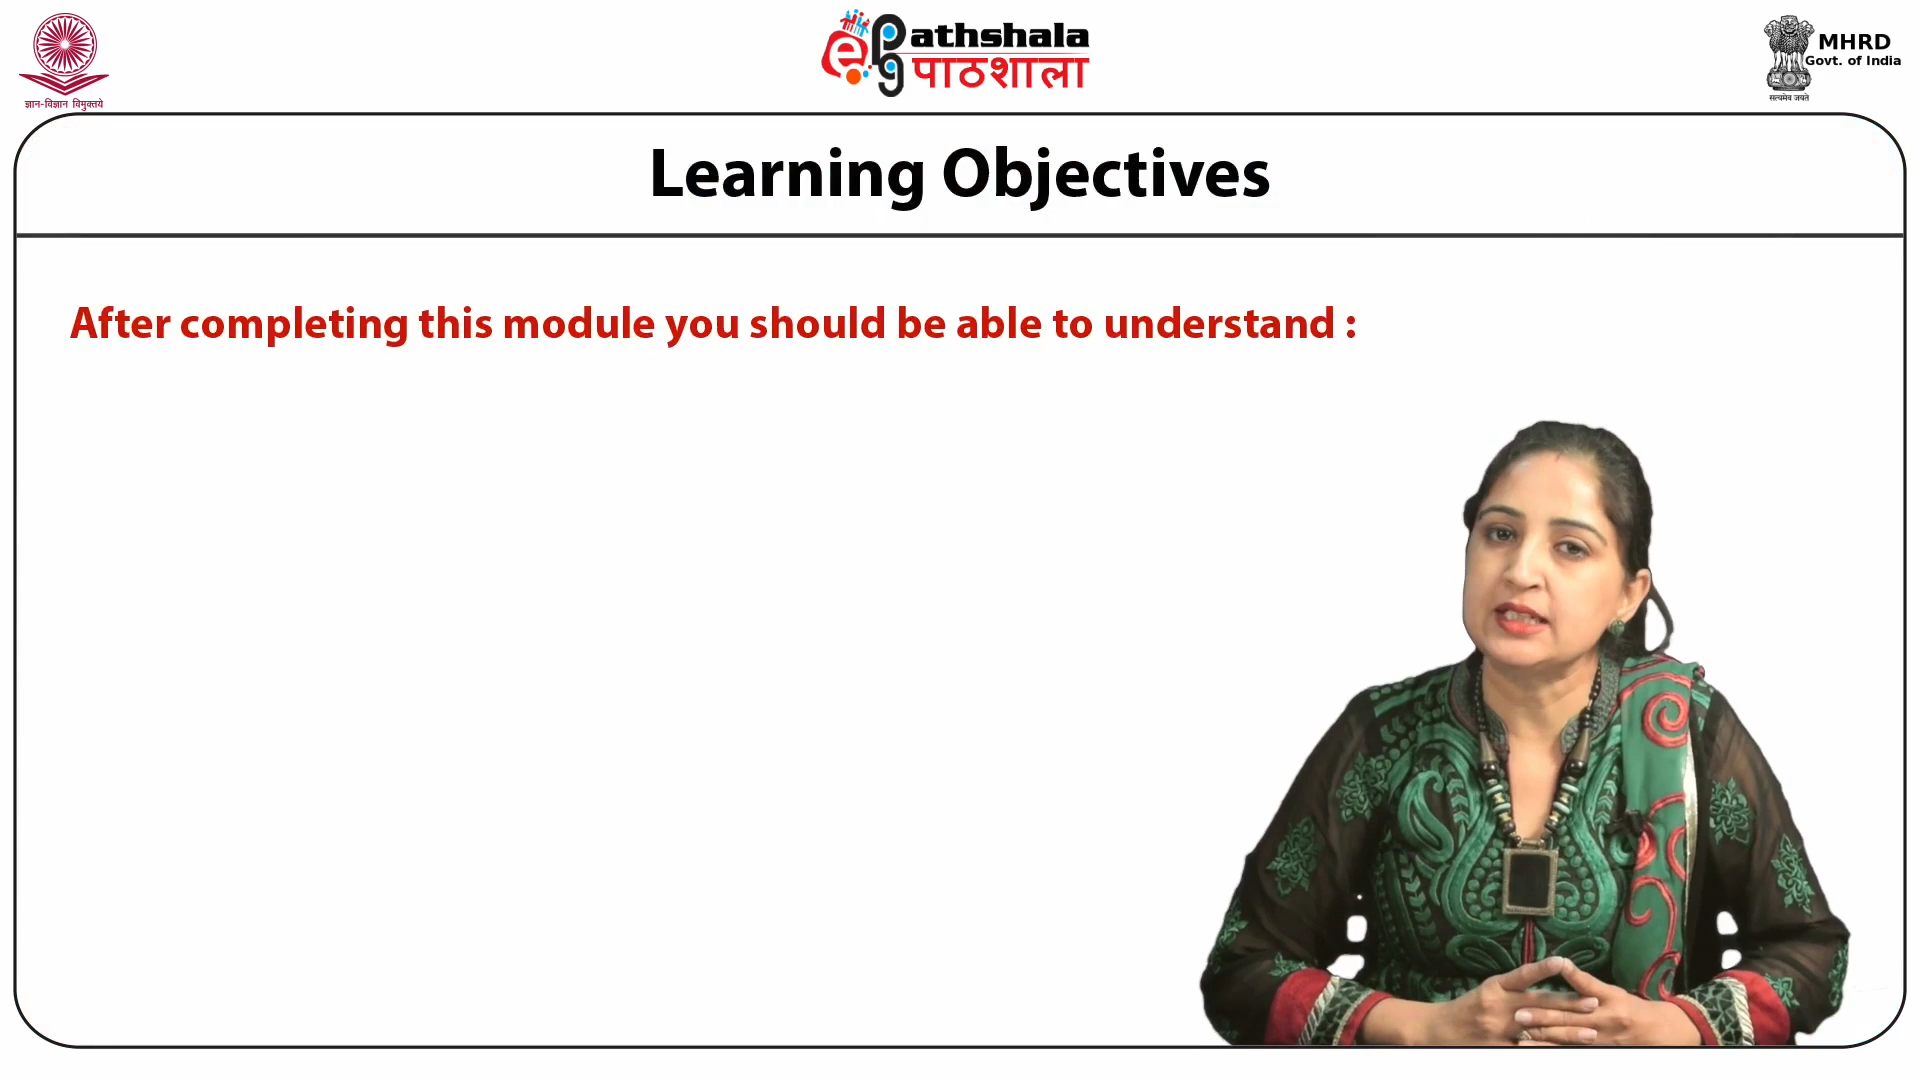 ज्ञान-विज्ञान विमुक्तये
ePathshala
पाठशाला
सत्यमेव जयते
MHRD
Govt. of India
Learning Objectives
After completing this module you should be able to understand :